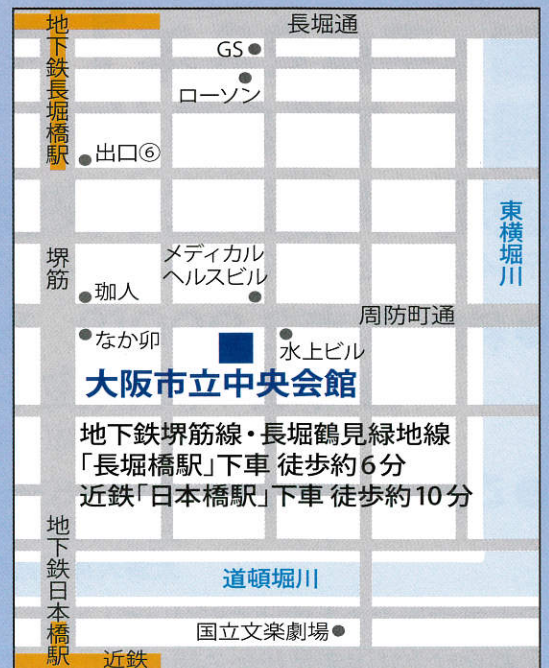 長堀通
地下鉄長堀橋駅
GS
ローソン
出口⑥
東横堀川
堺筋
メディカル
ヘルスビル
珈人
周防町通
なか卯
水上ビル
大阪市立中央会館
地下鉄堺筋線・長堀鶴見緑地線
「長堀橋駅」下車 徒歩約6分
近鉄「日本橋駅」下車 徒歩約10分
地下鉄日本橋駅
道頓堀川
国立文楽劇場
近鉄